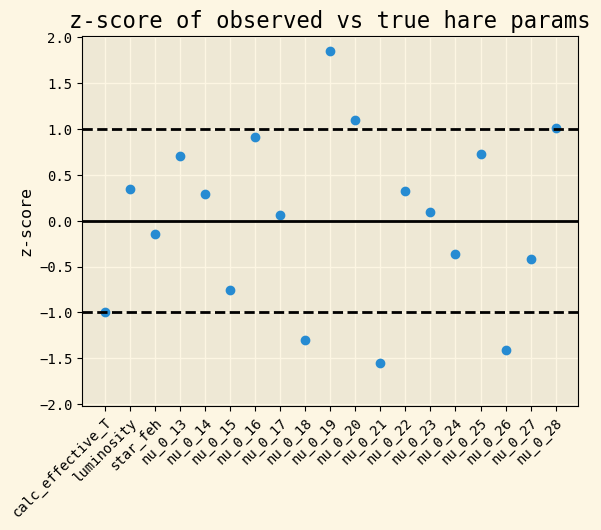 z-score of observed vs true hare params
z-score
2.0
1.5
1.0
0.5
0.0
−0.5
−1.0
−1.5
−2.0
calc_effective_T
luminosity
star_feh
nu_0_13
nu_0_14
nu_0_15
nu_0_16
nu_0_17
nu_0_18
nu_0_19
nu_0_20
nu_0_21
nu_0_22
nu_0_23
nu_0_24
nu_0_25
nu_0_26
nu_0_27
nu_0_28